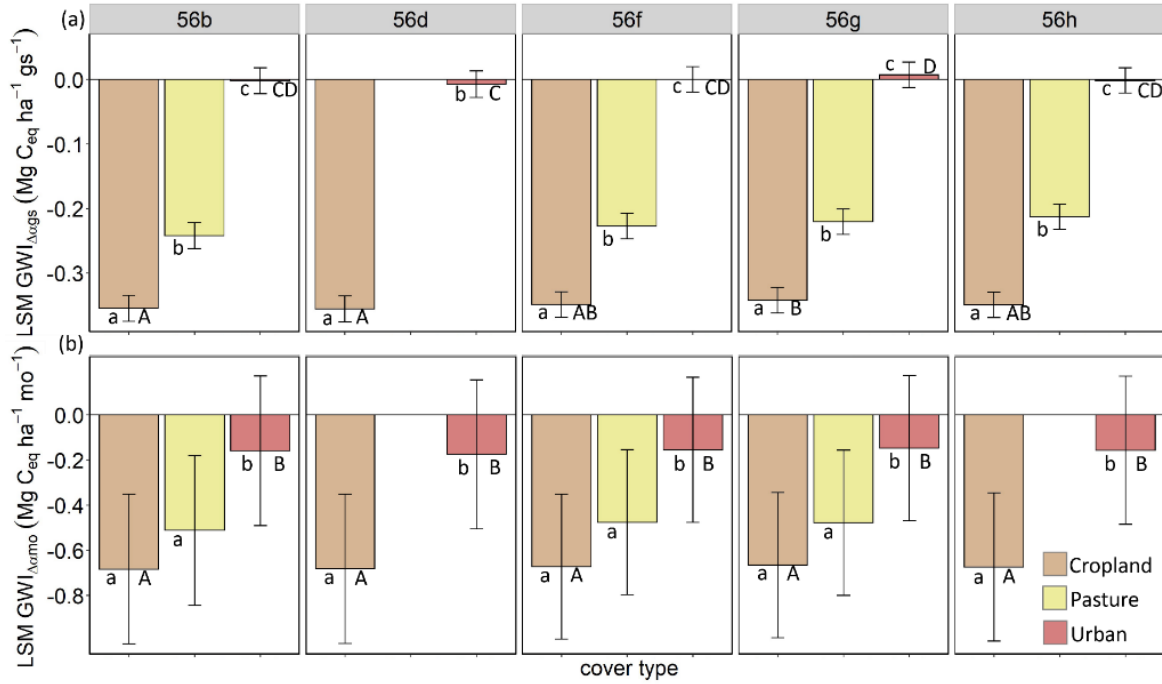 (a)
56b 56d 56f 56g 56h
LSM GWI_Δαgs (Mg C_eq ha⁻¹ gs⁻¹)
0.0
-0.1
-0.2
-0.3
a A b c CD
a A b C
a AB b c CD
a B b c D
a AB b c CD
(b)
LSM GWI_Δαmo (Mg C_eq ha⁻¹ mo⁻¹)
0.0
-0.2
-0.4
-0.6
-0.8
a A a b B
a A b B
a A a b B
a A a b B
a A b B
Cropland
Pasture
Urban
cover type